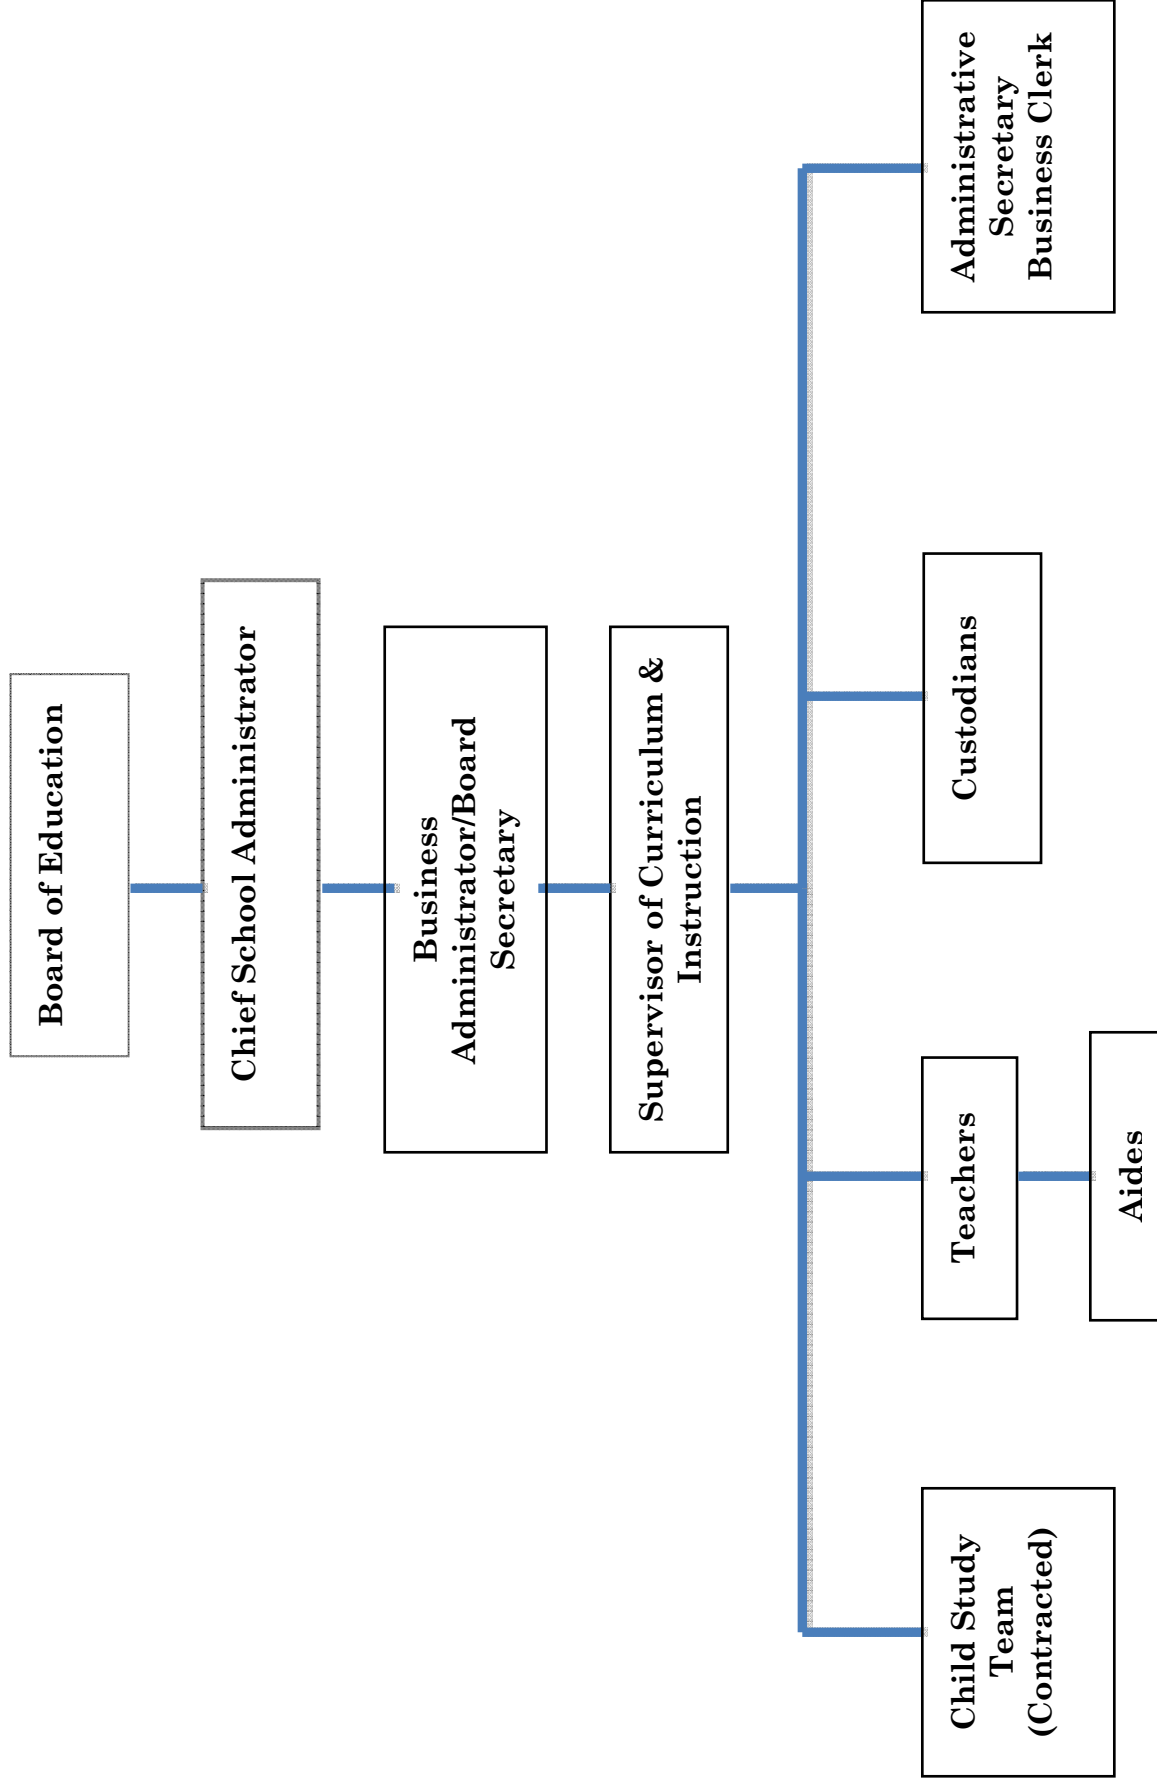 Board of Education
Chief School Administrator
Business
Administrator/Board
Secretary
Supervisor of Curriculum &
Instruction
Child Study
Team
(Contracted)
Teachers
Custodians
Administrative
Secretary
Business Clerk
Aides